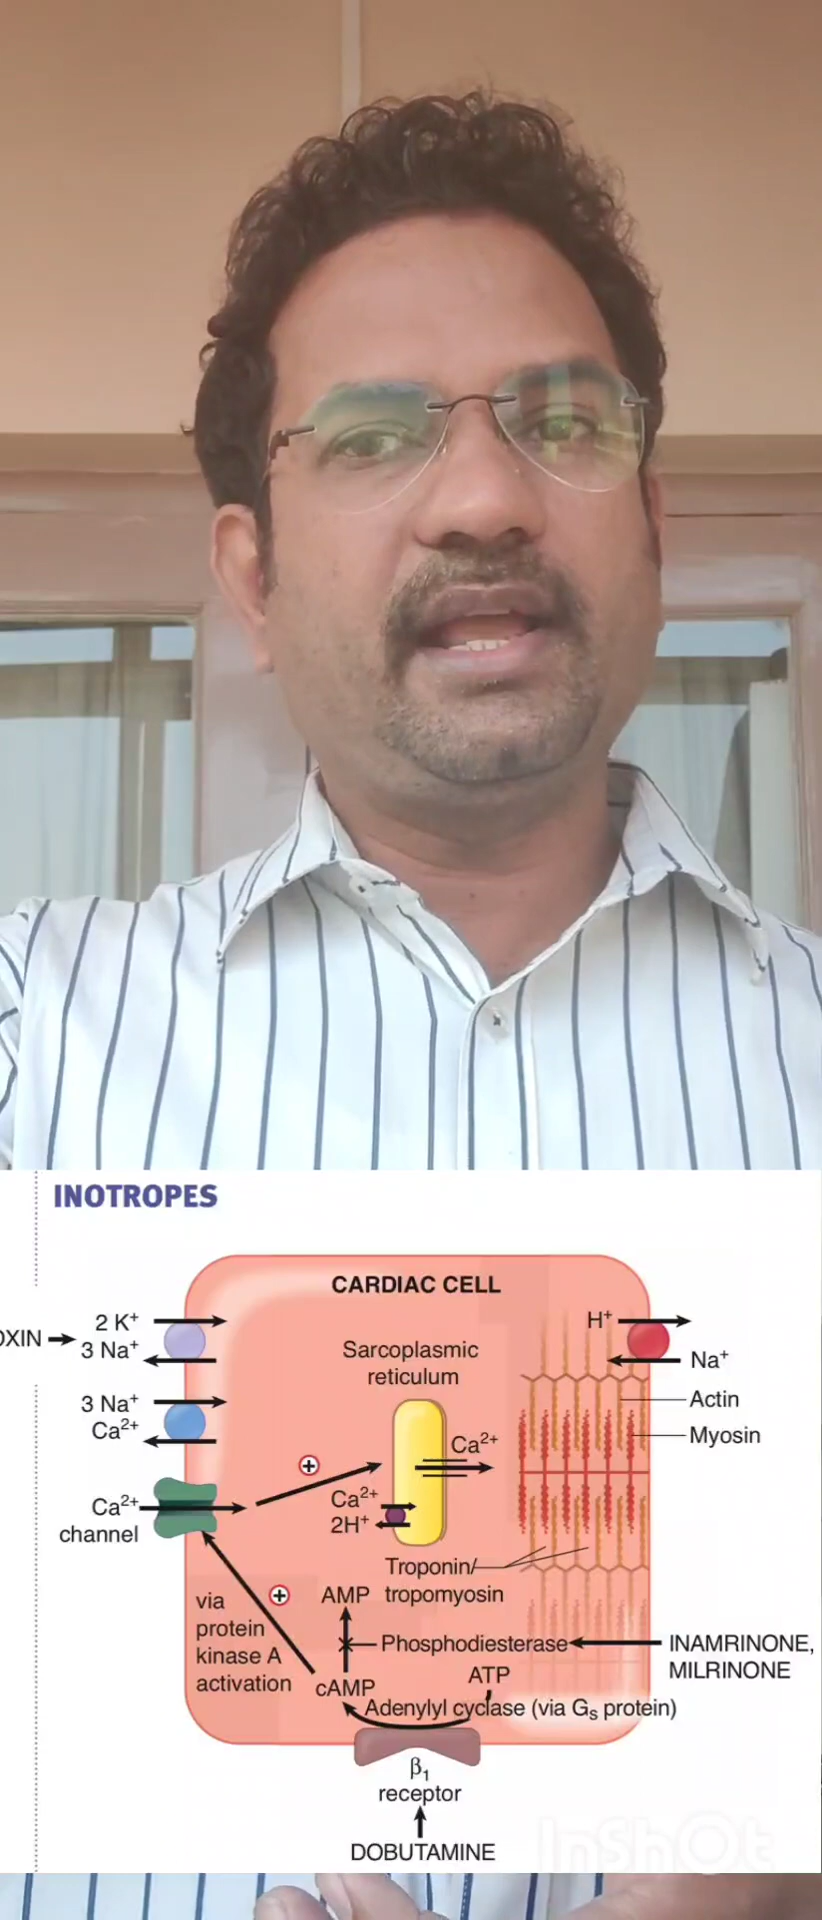 INOTROPES
CARDIAC CELL
OXIN
2 K⁺
3 Na⁺
3 Na⁺
Ca²⁺
Ca²⁺
channel
Sarcoplasmic
reticulum
Ca²⁺
Ca²⁺
2H⁺
H⁺
Na⁺
Actin
Myosin
Troponin/
tropomyosin
via
protein
kinase A
activation
AMP
Phosphodiesterase
INAMRINONE,
MILRINONE
cAMP
ATP
Adenylyl cyclase (via Gₛ protein)
β₁
receptor
DOBUTAMINE
InShOt